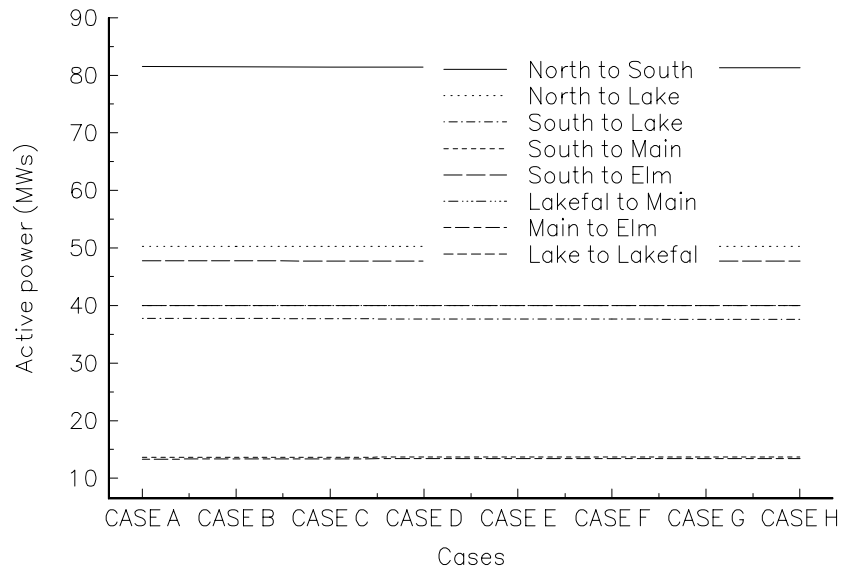 90
80
70
60
50
40
30
20
10
Active power (MWs)
North to South
North to Lake
South to Lake
South to Main
South to Elm
Lakefal to Main
Main to Elm
Lake to Lakefal
CASE A CASE B CASE C CASE D CASE E CASE F CASE G CASE H
Cases